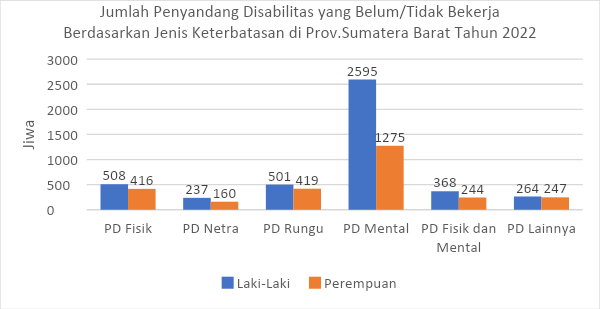 Jumlah Penyandang Disabilitas yang Belum/Tidak Bekerja
Berdasarkan Jenis Keterbatasan di Prov.Sumatera Barat Tahun 2022
Jiwa
3000
2500
2000
1500
1000
500
0
508 416
237 160
501 419
2595
1275
368 244
264 247
PD Fisik
PD Netra
PD Rungu
PD Mental
PD Fisik dan
Mental
PD Lainnya
Laki-Laki
Perempuan